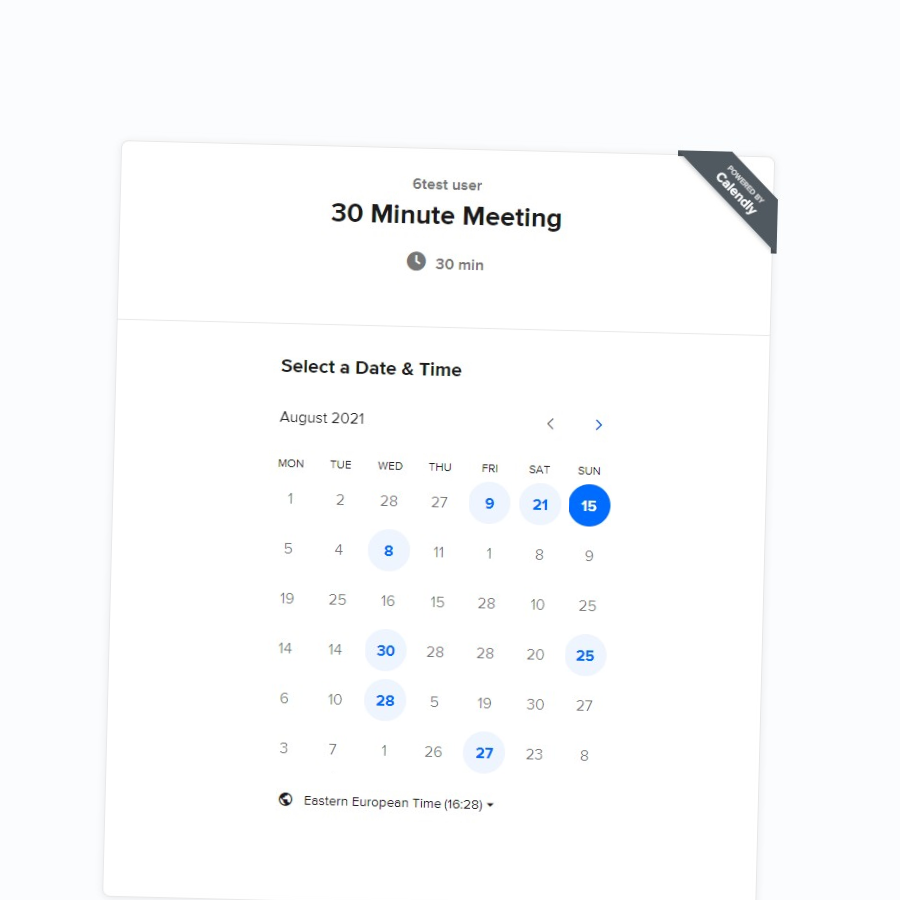 POWERED BY
Calendly
6test user
30 Minute Meeting
30 min
Select a Date & Time
August 2021
MON TUE WED THU FRI SAT SUN
1 2 28 27 9 21 15
5 4 8 11 1 8 9
19 25 16 15 28 10 25
14 14 30 28 28 20 25
6 10 28 5 19 30 27
3 7 1 26 27 23 8
Eastern European Time (16:28)